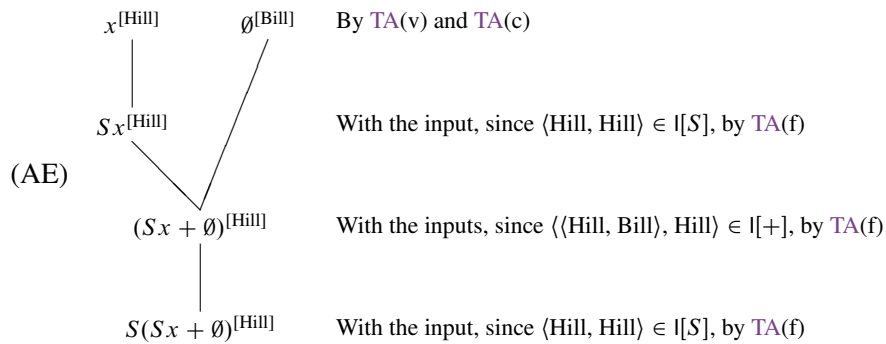 x[Hill] ∅[Bill] By TA(v) and TA(c)
Sx[Hill] With the input, since ⟨Hill, Hill⟩ ∈ I[S], by TA(f)
(AE)
(Sx + ∅)[Hill] With the inputs, since ⟨⟨Hill, Bill⟩, Hill⟩ ∈ I[+], by TA(f)
S(Sx + ∅)[Hill] With the input, since ⟨Hill, Hill⟩ ∈ I[S], by TA(f)